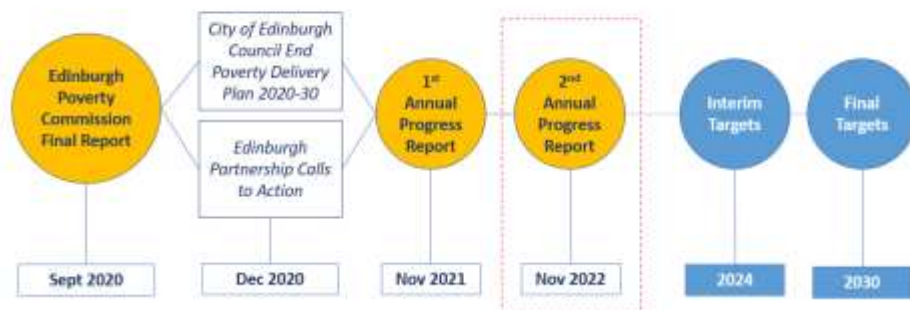 Edinburgh
Poverty
Commission
Final Report
City of Edinburgh
Council End
Poverty Delivery
Plan 2020-30
Edinburgh
Partnership Calls
to Action
1st
Annual
Progress
Report
2nd
Annual
Progress
Report
Interim
Targets
Final
Targets
Sept 2020
Dec 2020
Nov 2021
Nov 2022
2024
2030